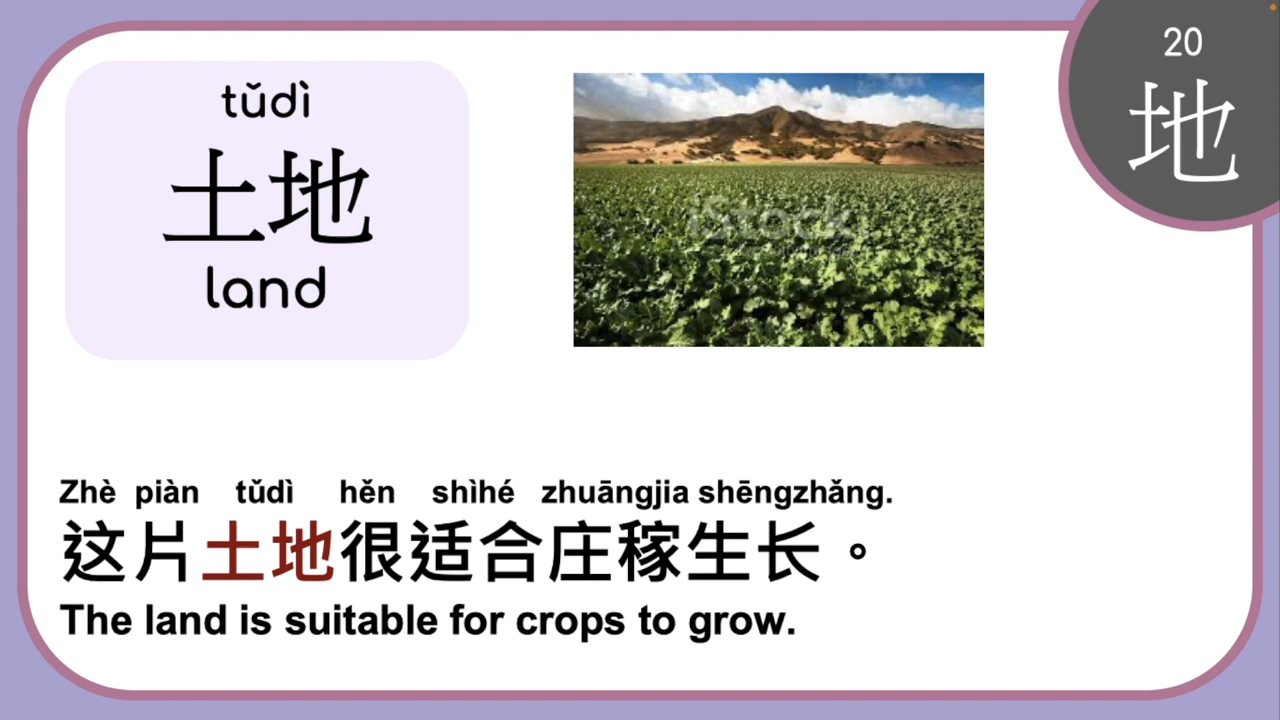 tǔdì
土地
land
iStock
20
地
Zhè piàn tǔdì hěn shìhé zhuāngjia shēngzhǎng.
这片土地很适合庄稼生长。
The land is suitable for crops to grow.